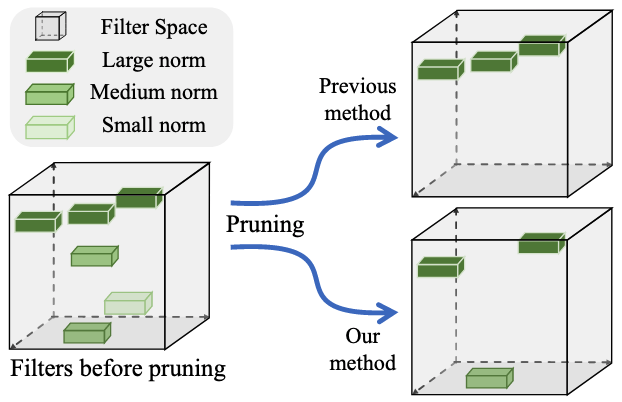 Filter Space
Large norm
Medium norm
Small norm
Previous
method
Pruning
Our
method
Filters before pruning